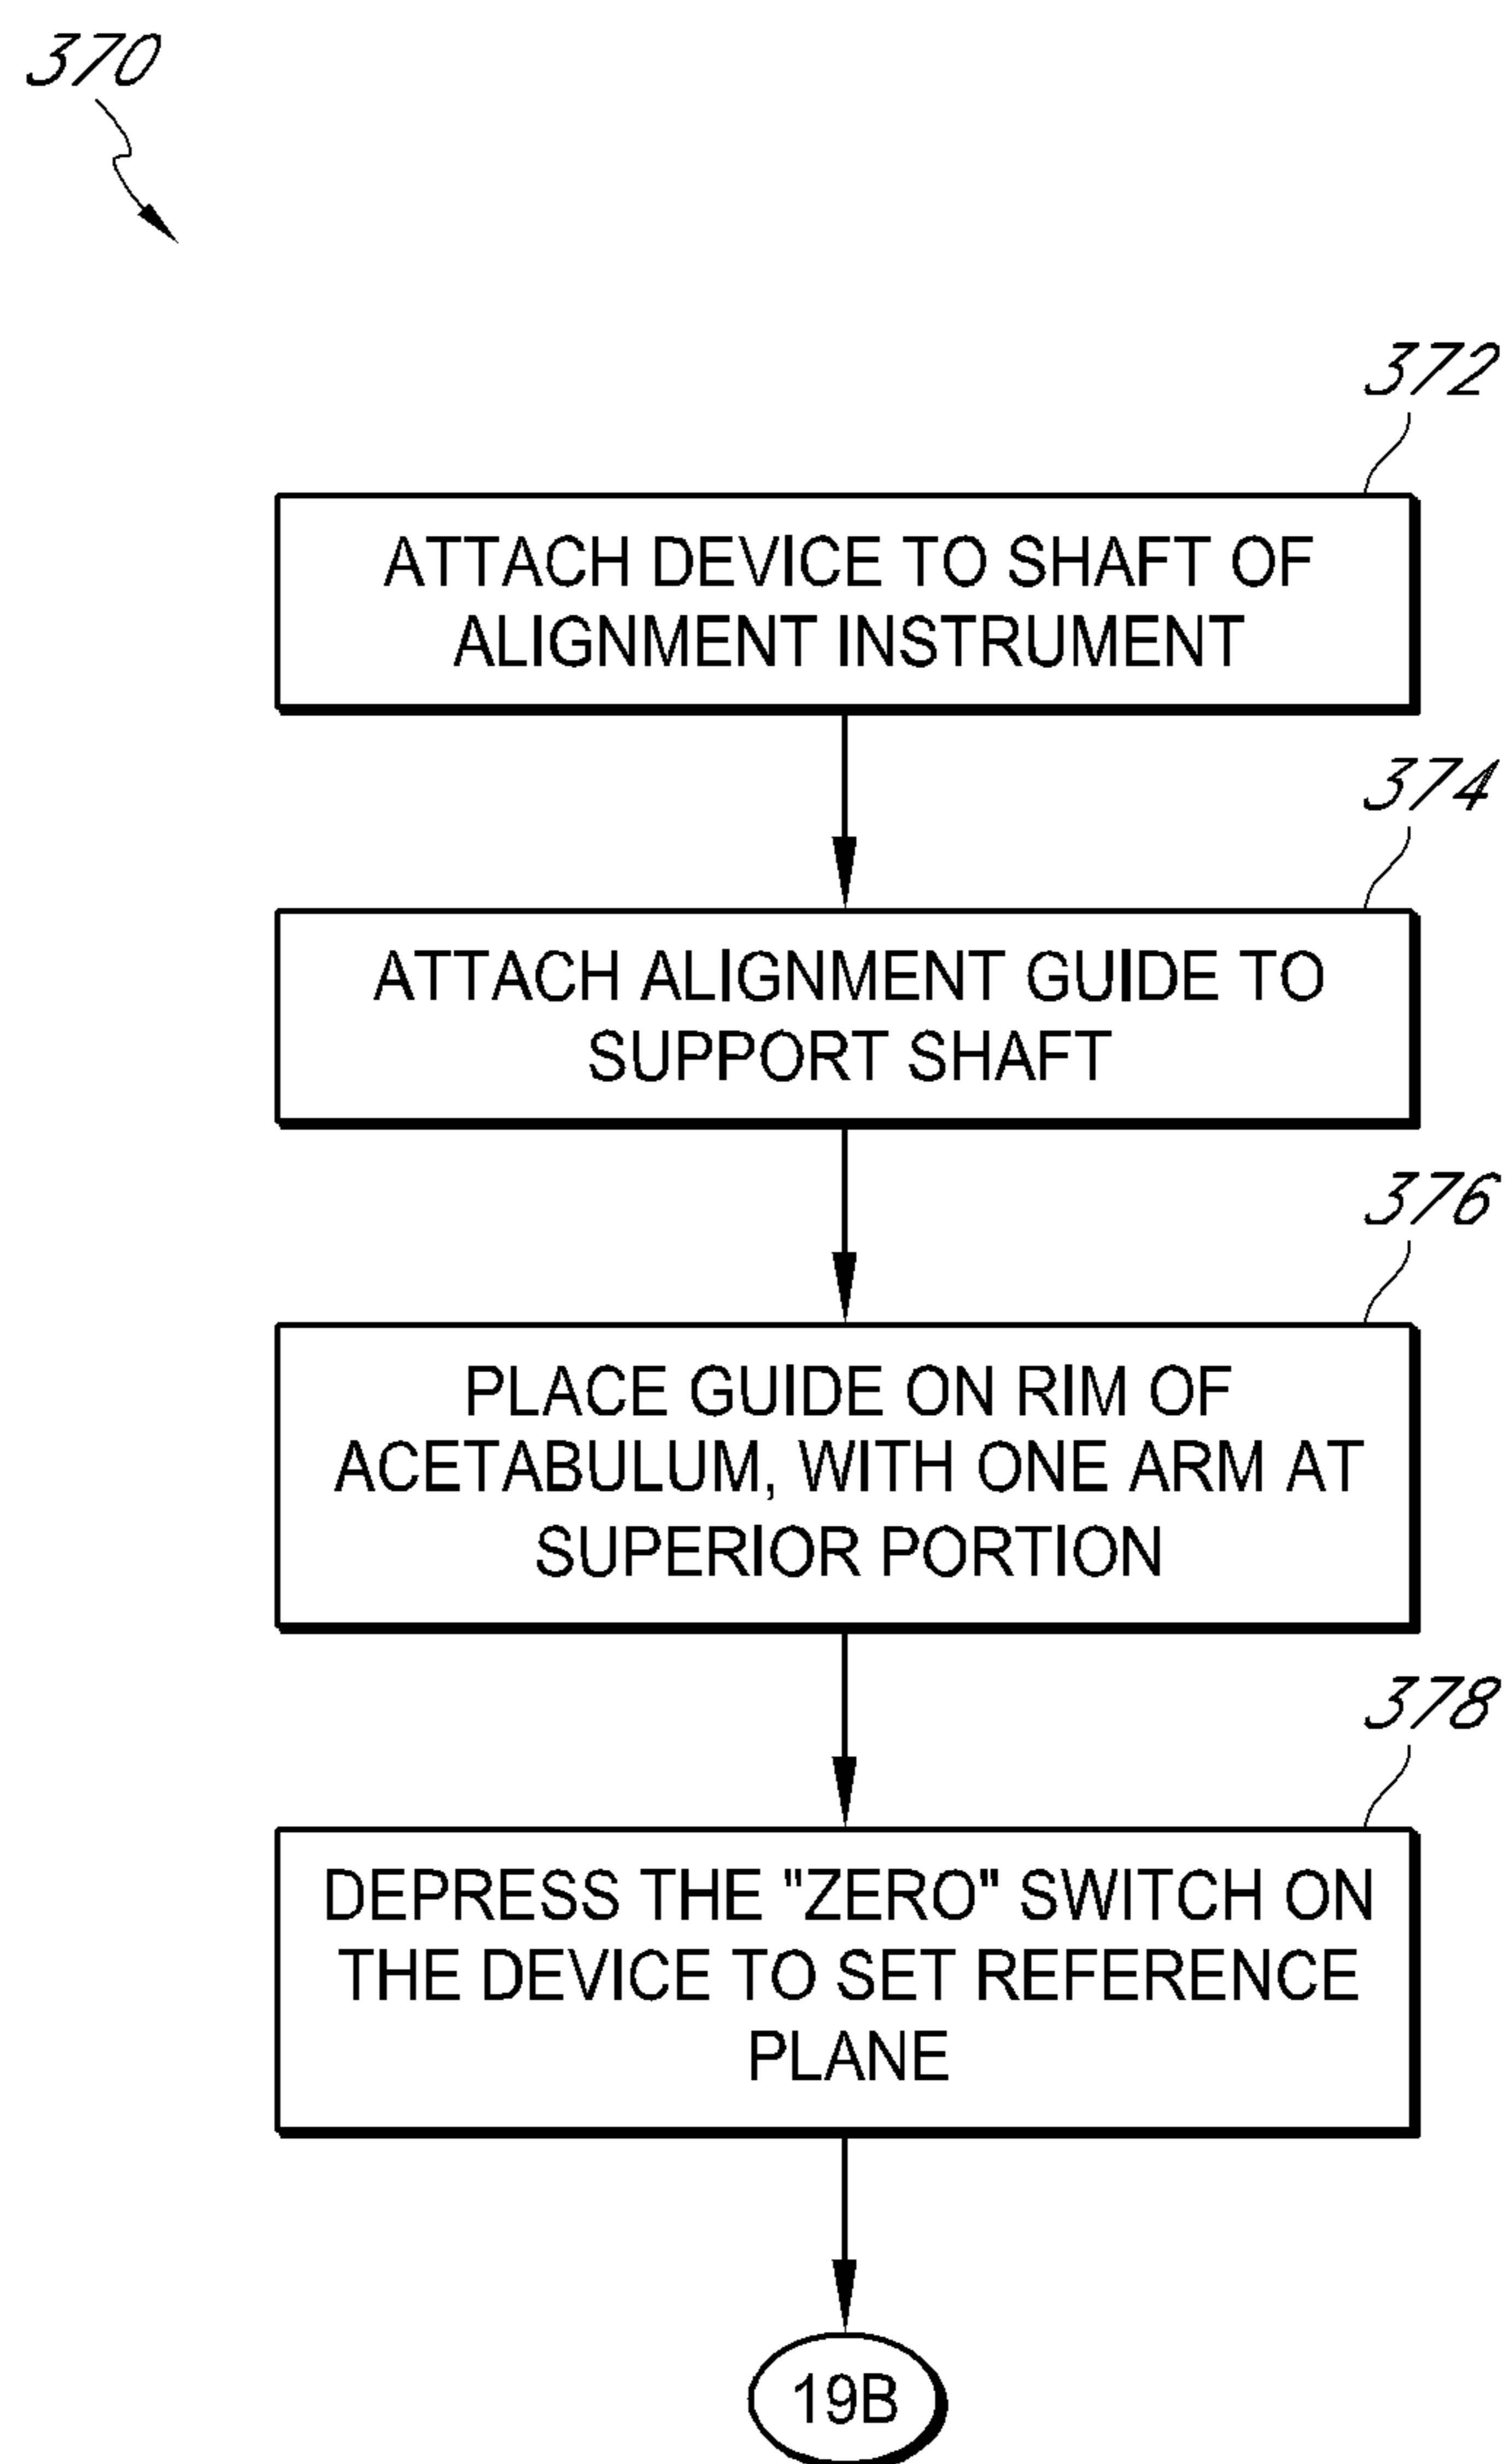 370
372
ATTACH DEVICE TO SHAFT OF
ALIGNMENT INSTRUMENT
374
ATTACH ALIGNMENT GUIDE TO
SUPPORT SHAFT
376
PLACE GUIDE ON RIM OF
ACETABULUM, WITH ONE ARM AT
SUPERIOR PORTION
378
DEPRESS THE "ZERO" SWITCH ON
THE DEVICE TO SET REFERENCE
PLANE
19B